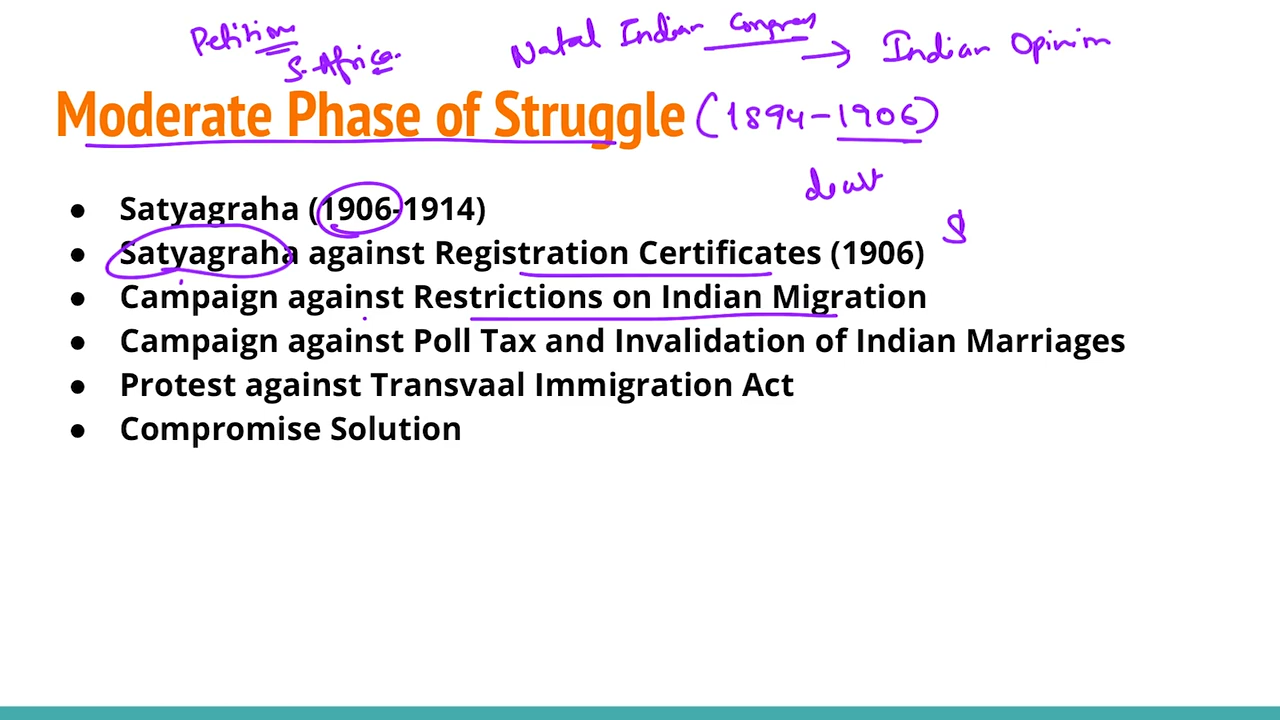 Petitions
S. Africa.
Natal Indian Congress → Indian Opinion
Moderate Phase of Struggle (1894-1906)
● Satyagraha (1906-1914)
● Satyagraha against Registration Certificates (1906)
● Campaign against Restrictions on Indian Migration
● Campaign against Poll Tax and Invalidation of Indian Marriages
● Protest against Transvaal Immigration Act
● Compromise Solution